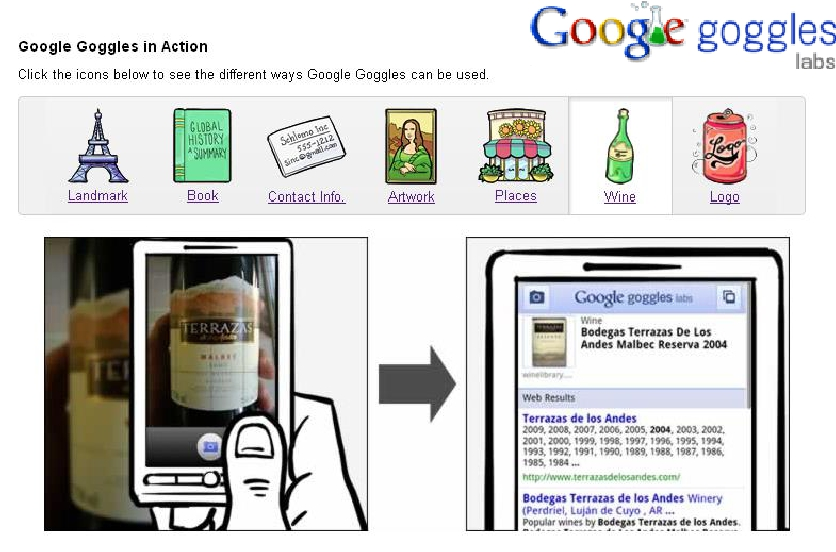 Google goggles
labs
Google Goggles in Action
Click the icons below to see the different ways Google Goggles can be used.
GLOBAL
HISTORY
A
SUMMARY
Schlemo Inc
555-1212
Sinc@gmail.com
Logo
Landmark
Book
Contact Info.
Artwork
Places
Wine
Logo
TERRAZAS
MALBEC
TER
Google goggles labs
Wine
Bodegas Terrazas De Los
Andes Malbec Reserva 2004
winelibrary....
Web Results
Terrazas de los Andes
2009, 2008, 2007, 2006, 2005, 2004, 2003, 2002,
2001, 2000, 1999, 1998, 1997, 1996, 1995, 1994,
1993, 1992, 1991, 1990, 1989, 1988, 1987, 1986,
1985, 1984 ...
http://www.terrazasdelosandes.com/
Bodegas Terrazas de los Andes Winery
(Perdriel, Luján de Cuyo , AR ...
Popular wines by Bodegas Terrazas de los Andes.